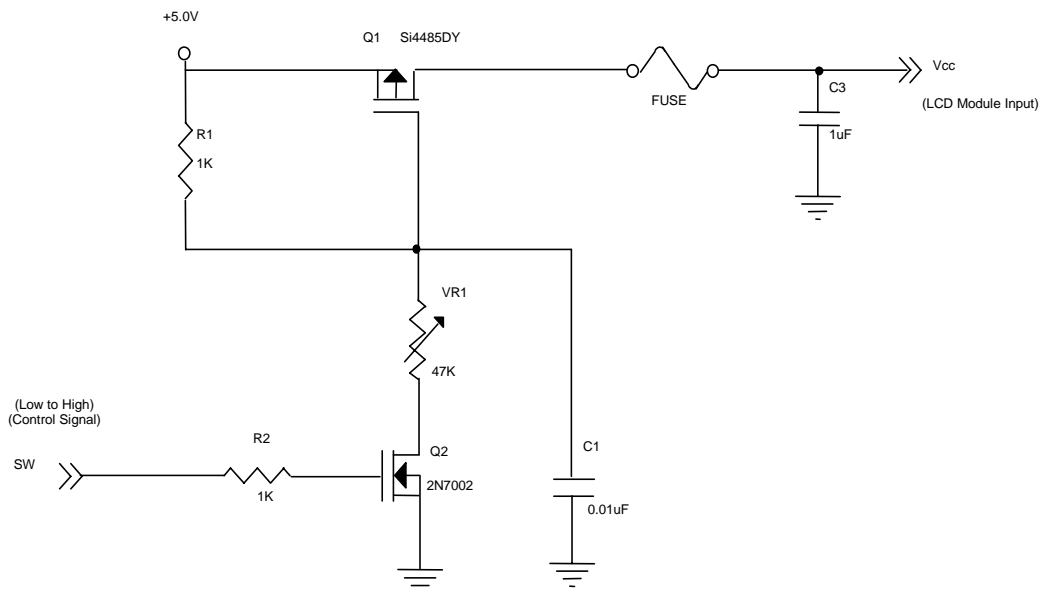 +5.0V
Q1 Si4485DY
Vcc
C3
(LCD Module Input)
FUSE
R1
1uF
1K
VR1
47K
(Low to High)
(Control Signal)
R2
Q2
C1
SW
2N7002
1K
0.01uF